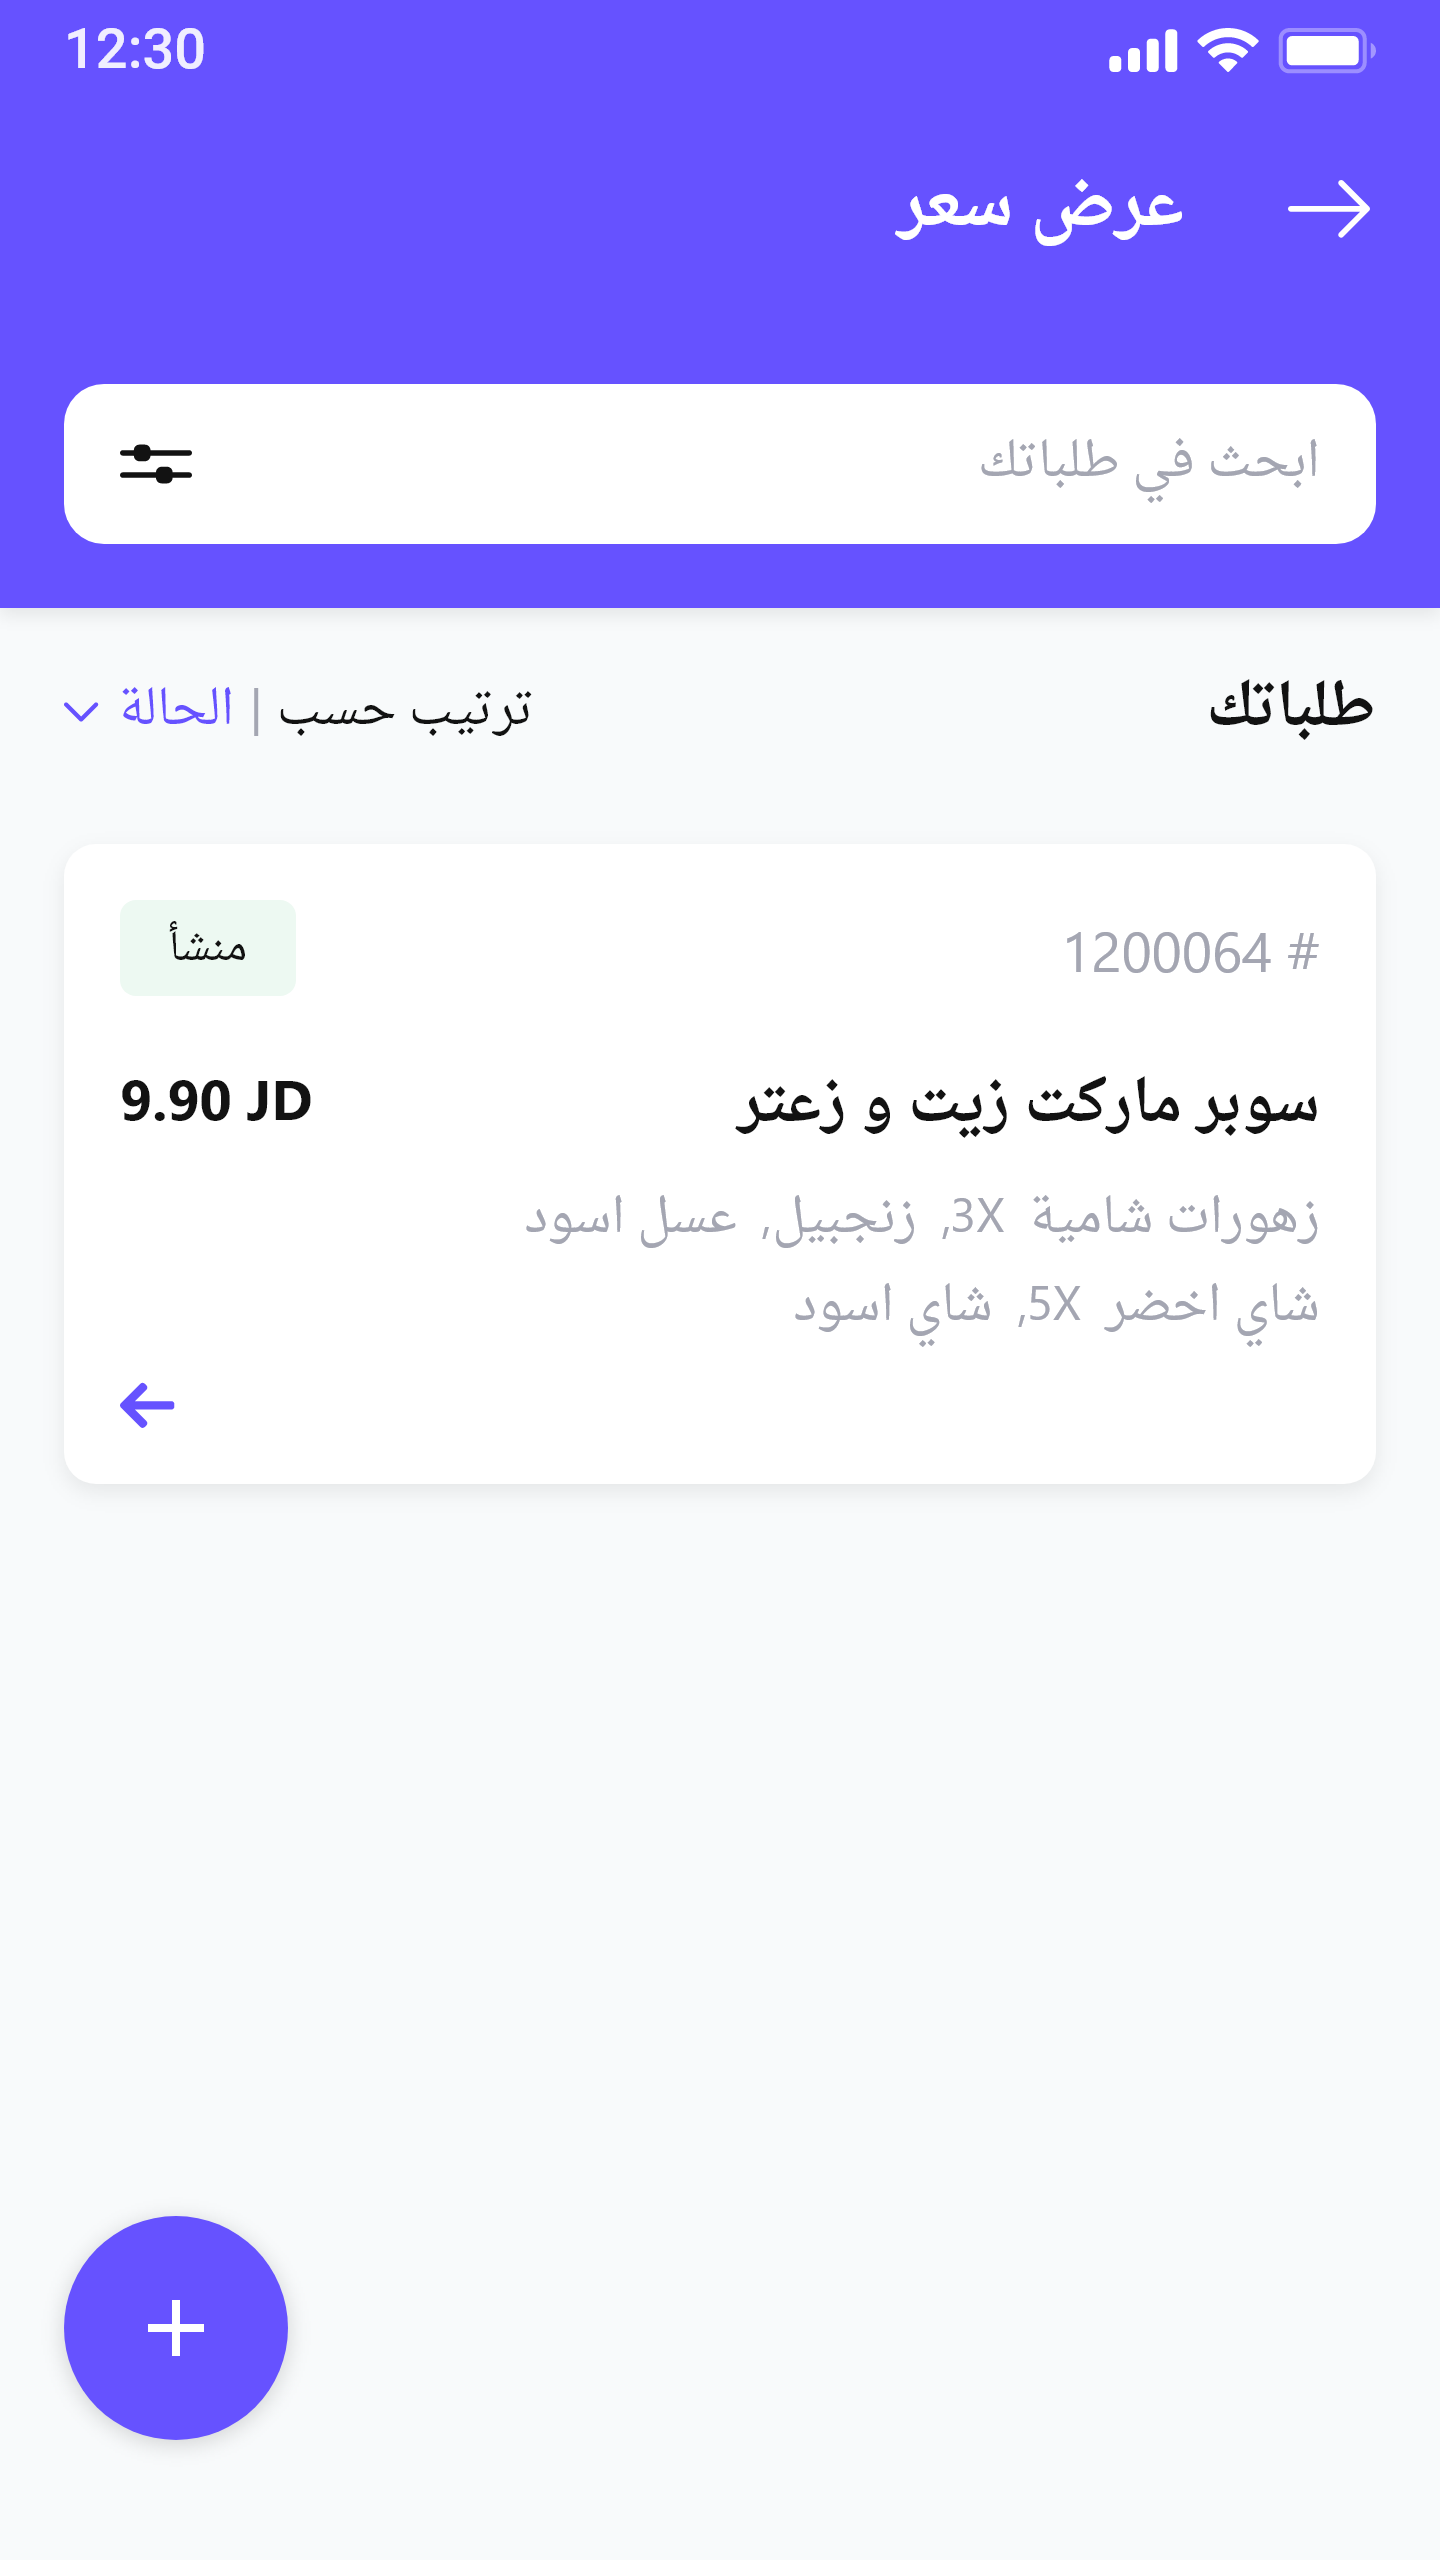 12:30
عرض سعر
ابحث في طلباتك
طلباتك
ترتيب حسب | الحالة
# 1200064
منشأ
سوبر ماركت زيت و زعتر
9.90 JD
زهورات شامية 3X, زنجبيل, عسل اسود
شاي اخضر 5X, شاي اسود